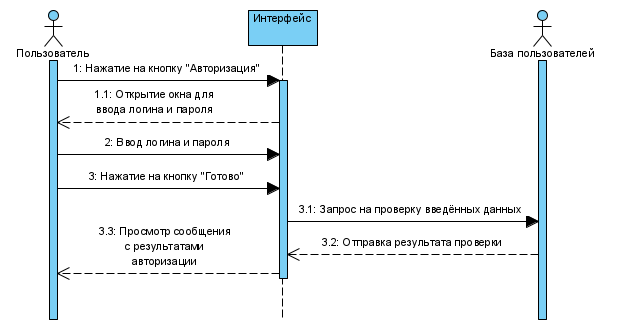 Интерфейс
Пользователь
База пользователей
1: Нажатие на кнопку "Авторизация"
1.1: Открытие окна для
ввода логина и пароля
2: Ввод логина и пароля
3: Нажатие на кнопку "Готово"
3.1: Запрос на проверку введённых данных
3.2: Отправка результата проверки
3.3: Просмотр сообщения
с результатами
авторизации